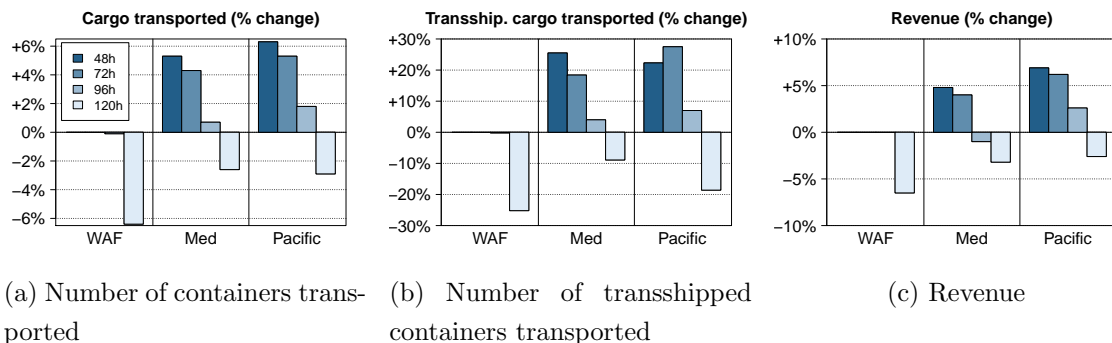 Cargo transported (% change)
+6%
+4%
+2%
0%
−2%
−4%
−6%
48h
72h
96h
120h
WAF Med Pacific
Transship. cargo transported (% change)
+30%
+20%
+10%
0%
−10%
−20%
−30%
WAF Med Pacific
Revenue (% change)
+10%
+5%
0%
−5%
−10%
WAF Med Pacific
(a) Number of containers trans-
ported
(b) Number of transshipped
containers transported
(c) Revenue